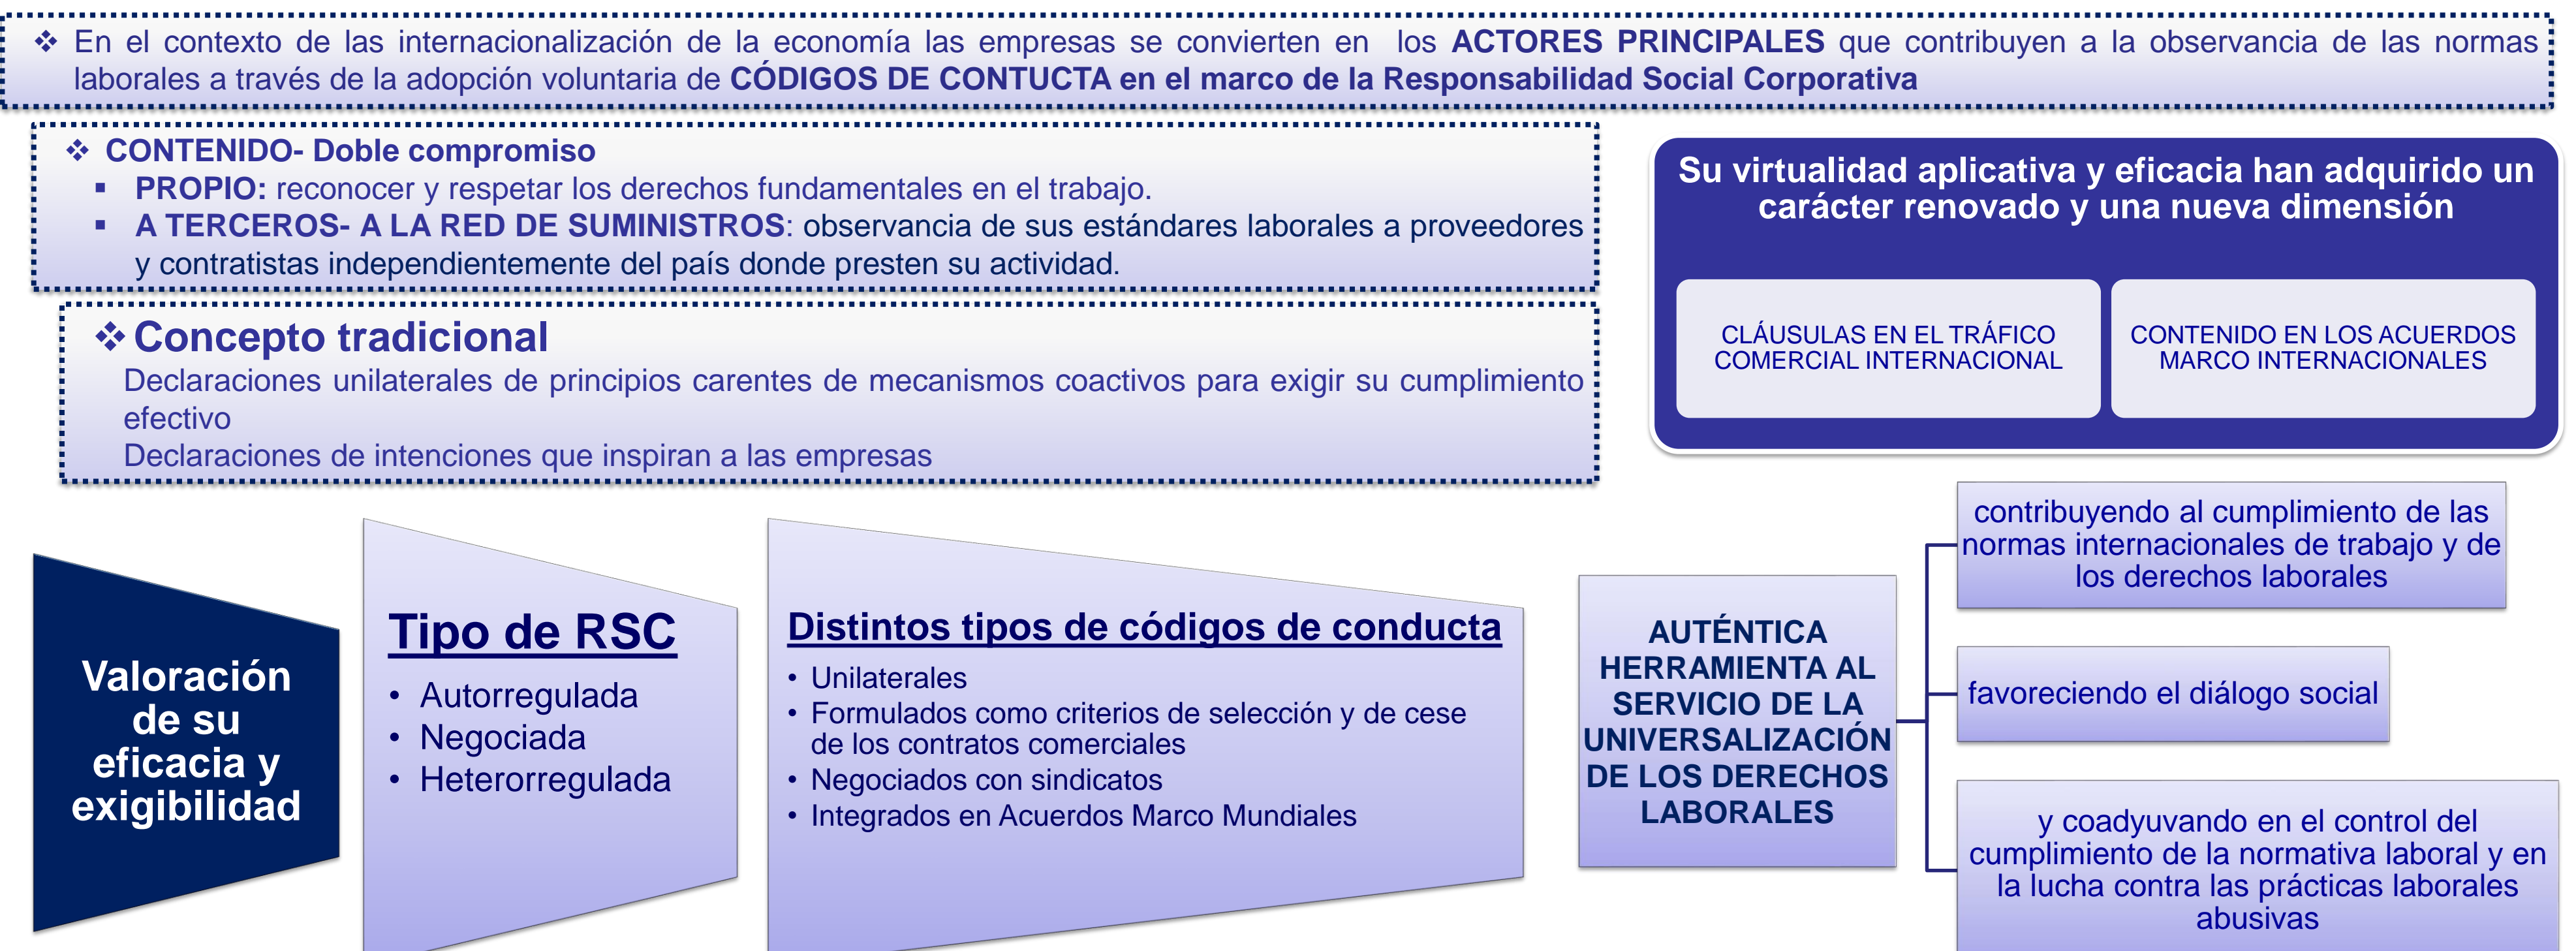 ❖ En el contexto de las internacionalización de la economía las empresas se convierten en los ACTORES PRINCIPALES que contribuyen a la observancia de las normas
laborales a través de la adopción voluntaria de CÓDIGOS DE CONTUCTA en el marco de la Responsabilidad Social Corporativa
❖ CONTENIDO- Doble compromiso
▪ PROPIO: reconocer y respetar los derechos fundamentales en el trabajo.
▪ A TERCEROS- A LA RED DE SUMINISTROS: observancia de sus estándares laborales a proveedores
y contratistas independientemente del país donde presten su actividad.
❖ Concepto tradicional
Declaraciones unilaterales de principios carentes de mecanismos coactivos para exigir su cumplimiento
efectivo
Declaraciones de intenciones que inspiran a las empresas
Su virtualidad aplicativa y eficacia han adquirido un
carácter renovado y una nueva dimensión
CLÁUSULAS EN EL TRÁFICO
COMERCIAL INTERNACIONAL
CONTENIDO EN LOS ACUERDOS
MARCO INTERNACIONALES
Valoración
de su
eficacia y
exigibilidad
Tipo de RSC
• Autorregulada
• Negociada
• Heterorregulada
Distintos tipos de códigos de conducta
• Unilaterales
• Formulados como criterios de selección y de cese
de los contratos comerciales
• Negociados con sindicatos
• Integrados en Acuerdos Marco Mundiales
AUTÉNTICA
HERRAMIENTA AL
SERVICIO DE LA
UNIVERSALIZACIÓN
DE LOS DERECHOS
LABORALES
contribuyendo al cumplimiento de las
normas internacionales de trabajo y de
los derechos laborales
favoreciendo el diálogo social
y coadyuvando en el control del
cumplimiento de la normativa laboral y en
la lucha contra las prácticas laborales
abusivas